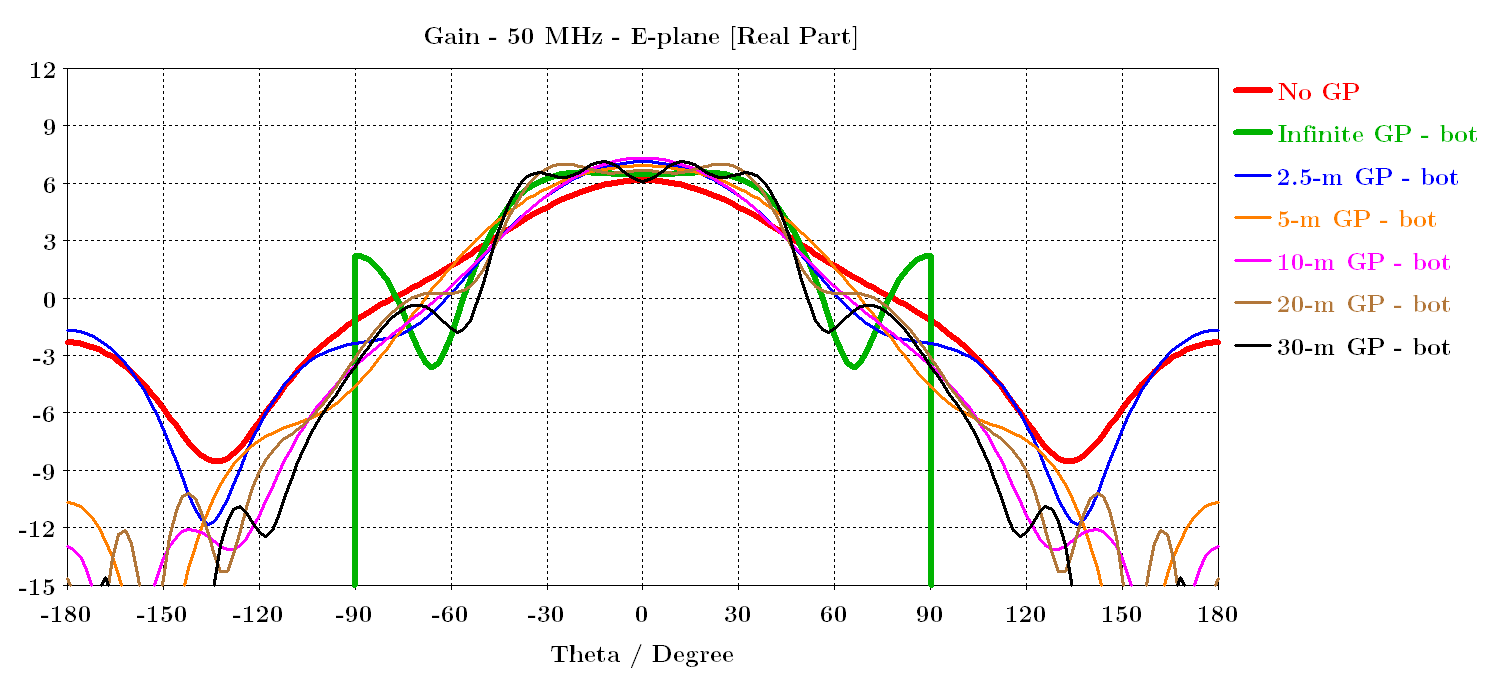 Gain - 50 MHz - E-plane [Real Part]
12
9
6
3
0
-3
-6
-9
-12
-15
-180 -150 -120 -90 -60 -30 0 30 60 90 120 150 180
Theta / Degree
No GP
Infinite GP - bot
2.5-m GP - bot
5-m GP - bot
10-m GP - bot
20-m GP - bot
30-m GP - bot